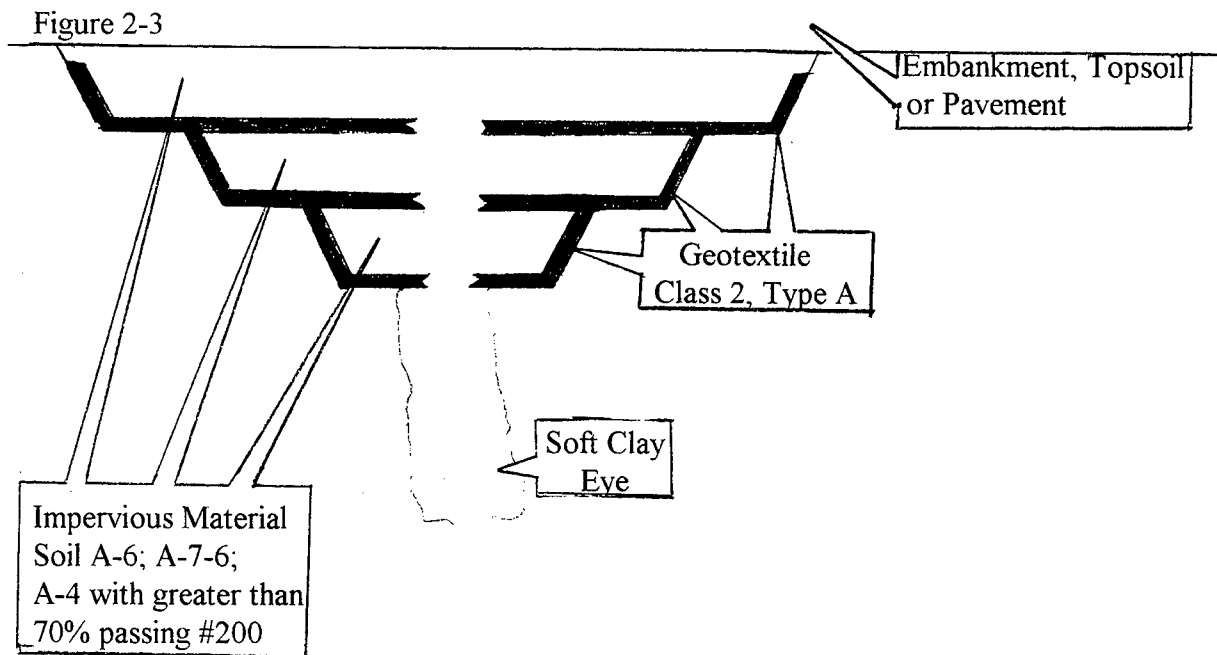 Figure 2-3
Embankment, Topsoil
or Pavement
Geotextile
Class 2, Type A
Soft Clay
Eye
Impervious Material
Soil A-6; A-7-6;
A-4 with greater than
70% passing #200